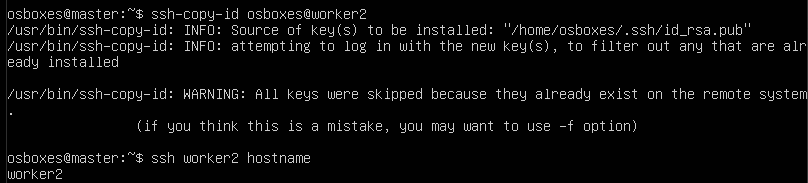 osboxes@master:~$ ssh-copy-id osboxes@worker2
/usr/bin/ssh-copy-id: INFO: Source of key(s) to be installed: "/home/osboxes/.ssh/id_rsa.pub"
/usr/bin/ssh-copy-id: INFO: attempting to log in with the new key(s), to filter out any that are alr
eady installed
/usr/bin/ssh-copy-id: WARNING: All keys were skipped because they already exist on the remote system
.
(if you think this is a mistake, you may want to use -f option)
osboxes@master:~$ ssh worker2 hostname
worker2